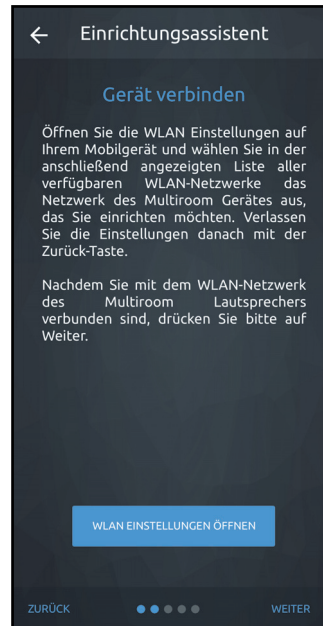 Einrichtungsassistent
Gerät verbinden
Öffnen Sie die WLAN Einstellungen auf
Ihrem Mobilgerät und wählen Sie in der
anschließend angezeigten Liste aller
verfügbaren WLAN-Netzwerke das
Netzwerk des Multiroom Gerätes aus,
das Sie einrichten möchten. Verlassen
Sie die Einstellungen danach mit der
Zurück-Taste.
Nachdem Sie mit dem WLAN-Netzwerk
des Multiroom Lautsprechers
verbunden sind, drücken Sie bitte auf
Weiter.
WLAN EINSTELLUNGEN ÖFFNEN
ZURÜCK WEITER